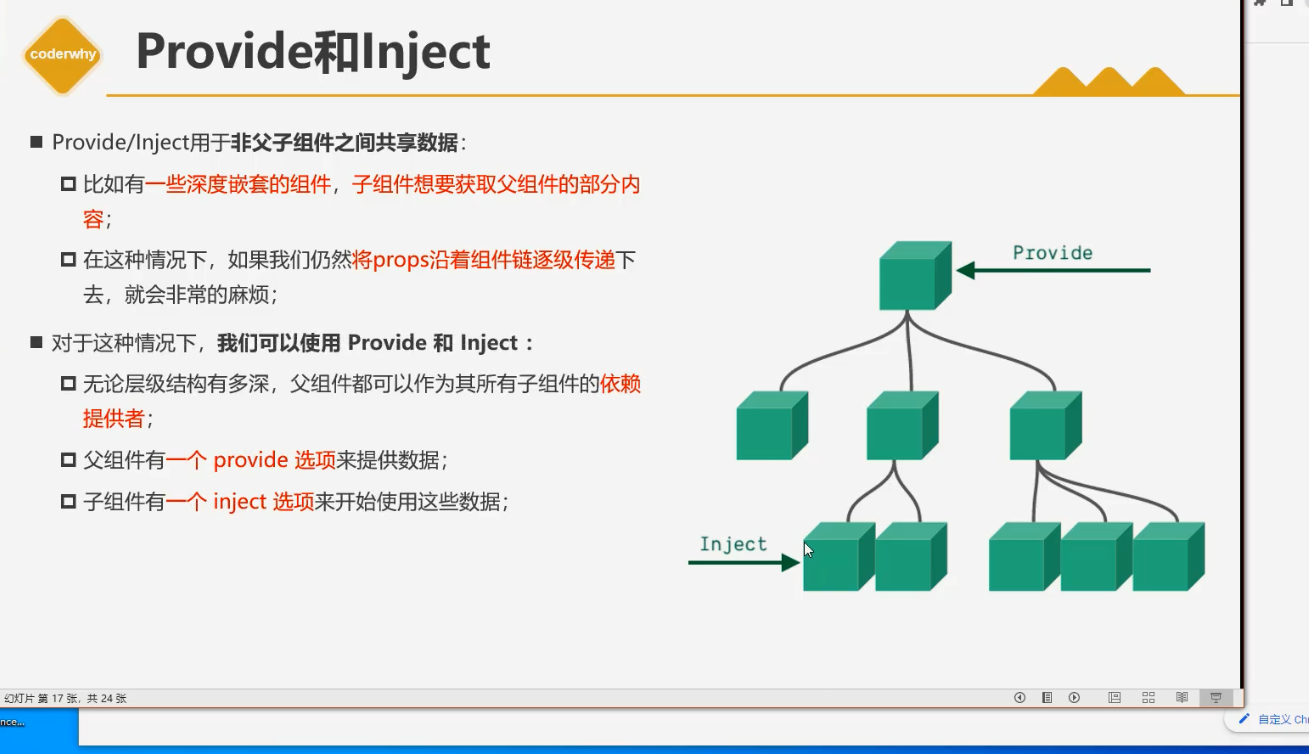 coderwhy
Provide和Inject
Provide/Inject用于非父子组件之间共享数据：
比如有一些深度嵌套的组件，子组件想要获取父组件的部分内
容；
在这种情况下，如果我们仍然将props沿着组件链逐级传递下
去，就会非常的麻烦；
对于这种情况下，我们可以使用 Provide 和 Inject ：
无论层级结构有多深，父组件都可以作为其所有子组件的依赖
提供者；
父组件有一个 provide 选项来提供数据；
子组件有一个 inject 选项来开始使用这些数据；
Provide
Inject
幻灯片 第 17 张，共 24 张
nce...
自定义 Ch